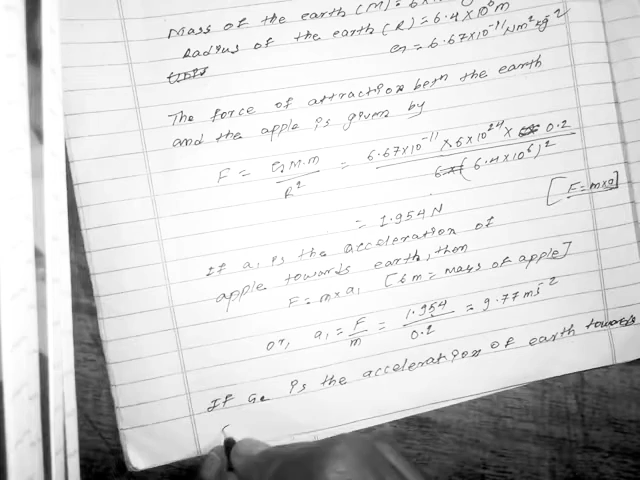 Mass of the earth (M) = 6×10
Radius of the earth (R) = 6.4×10⁶m
G = 6.67×10⁻¹¹ Nm² kg⁻²
The force of attraction betn the earth
and the apple is given by
F = GM.m / R² = 6.67×10⁻¹¹ × 6×10²⁴ × 0.2 / (6.4×10⁶)²
= 1.954 N
[F = m×a]
If a₁ is the acceleration of
apple towards earth, then
F = m×a₁ [6 m = mass of apple]
or, a₁ = F/m = 1.954/0.2 = 9.77 ms⁻²
If a₂ is the acceleration of earth towards